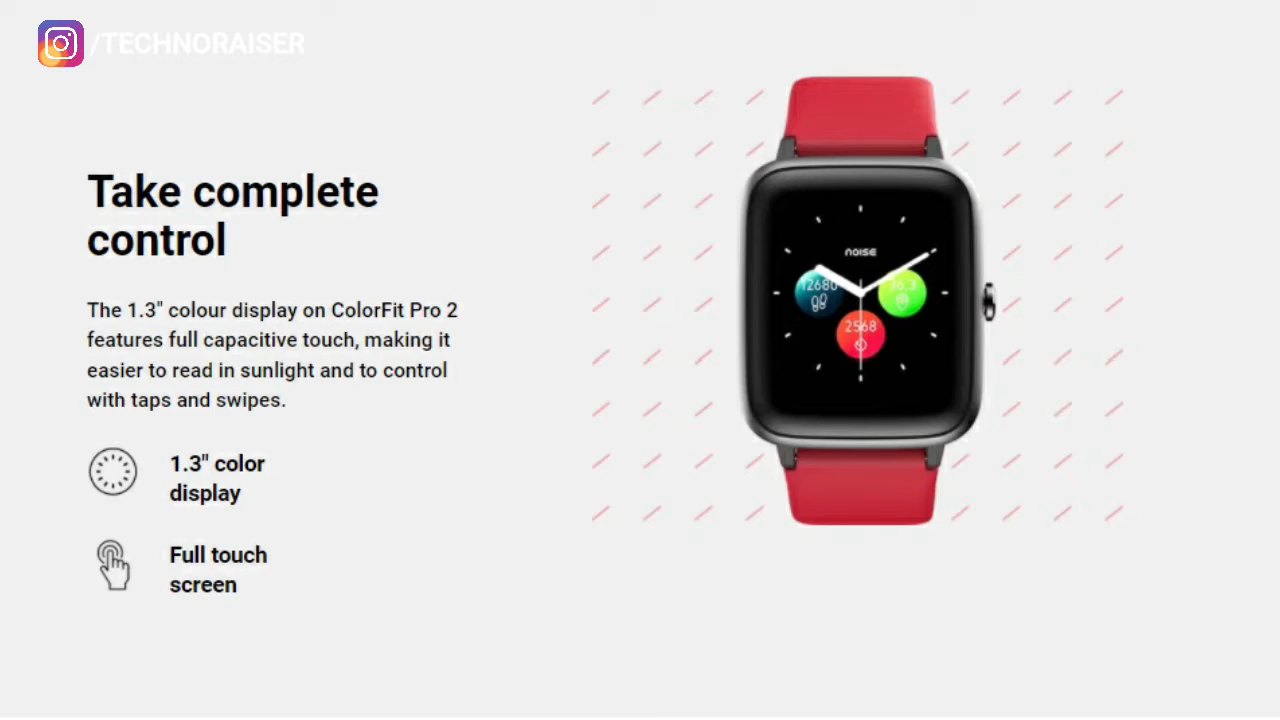 /TECHNORAISER
Take complete
control
The 1.3" colour display on ColorFit Pro 2
features full capacitive touch, making it
easier to read in sunlight and to control
with taps and swipes.
1.3" color
display
Full touch
screen
noise
12680
36.3
2568